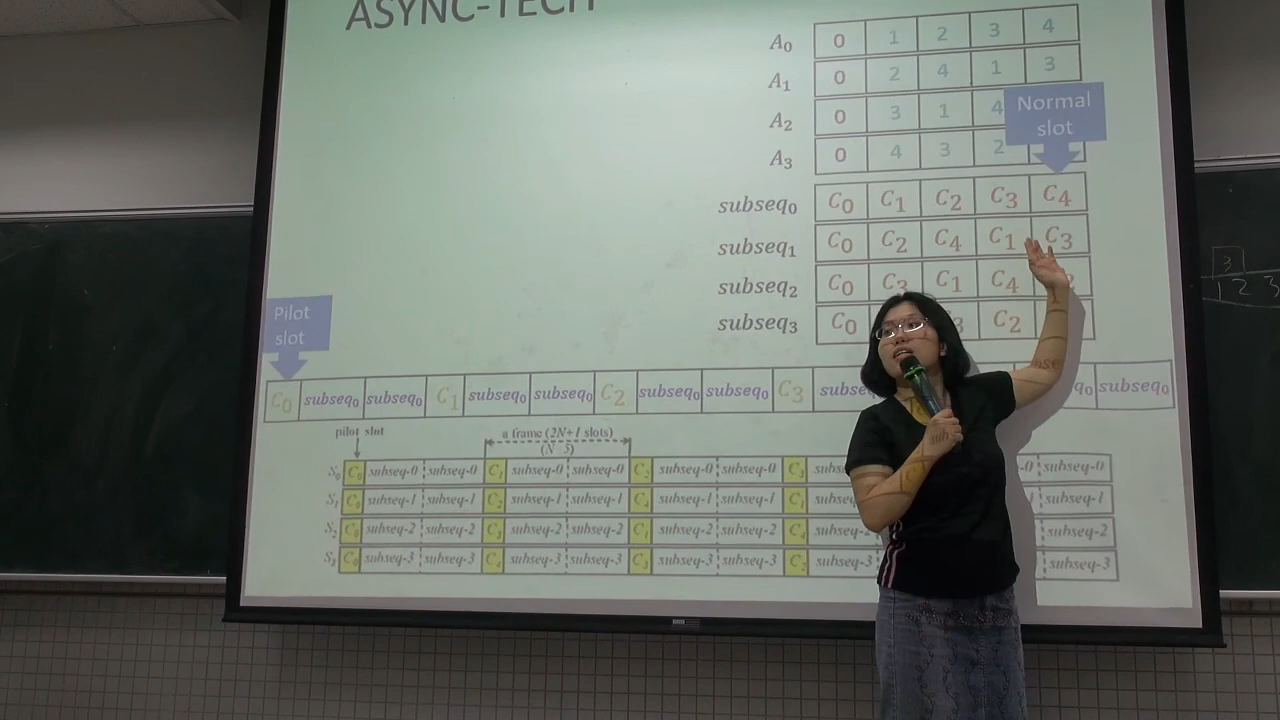 ASYNC-TECH
A0 0 1 2 3 4
A1 0 2 4 1 3
A2 0 3 1 4
A3 0 4 3 2
Normal
slot
subseq0 C0 C1 C2 C3 C4
subseq1 C0 C2 C4 C1 C3
subseq2 C0 C3 C1 C4
subseq3 C0 C2
3
1 2 3
Pilot
slot
C0 subseq0 subseq0 C1 subseq0 subseq0 C2 subseq0 subseq0 C3 subseq0
pilot slot
a frame (2N+1 slots)
(N=5)
S0 C0 subseq-0 subseq-0 C1 subseq-0 subseq-0 C2 subseq-0 subseq-0 C3 subseq-0
S1 C0 subseq-1 subseq-1 C2 subseq-1 subseq-1 C4 subseq-1 subseq-1 C1 subseq-1
S2 C0 subseq-2 subseq-2 C3 subseq-2 subseq-2 C1 subseq-2 subseq-2 C4 subseq-2
S3 C0 subseq-3 subseq-3 C4 subseq-3 subseq-3 C3 subseq-3 subseq-3 C2 subseq-3 subseq-3